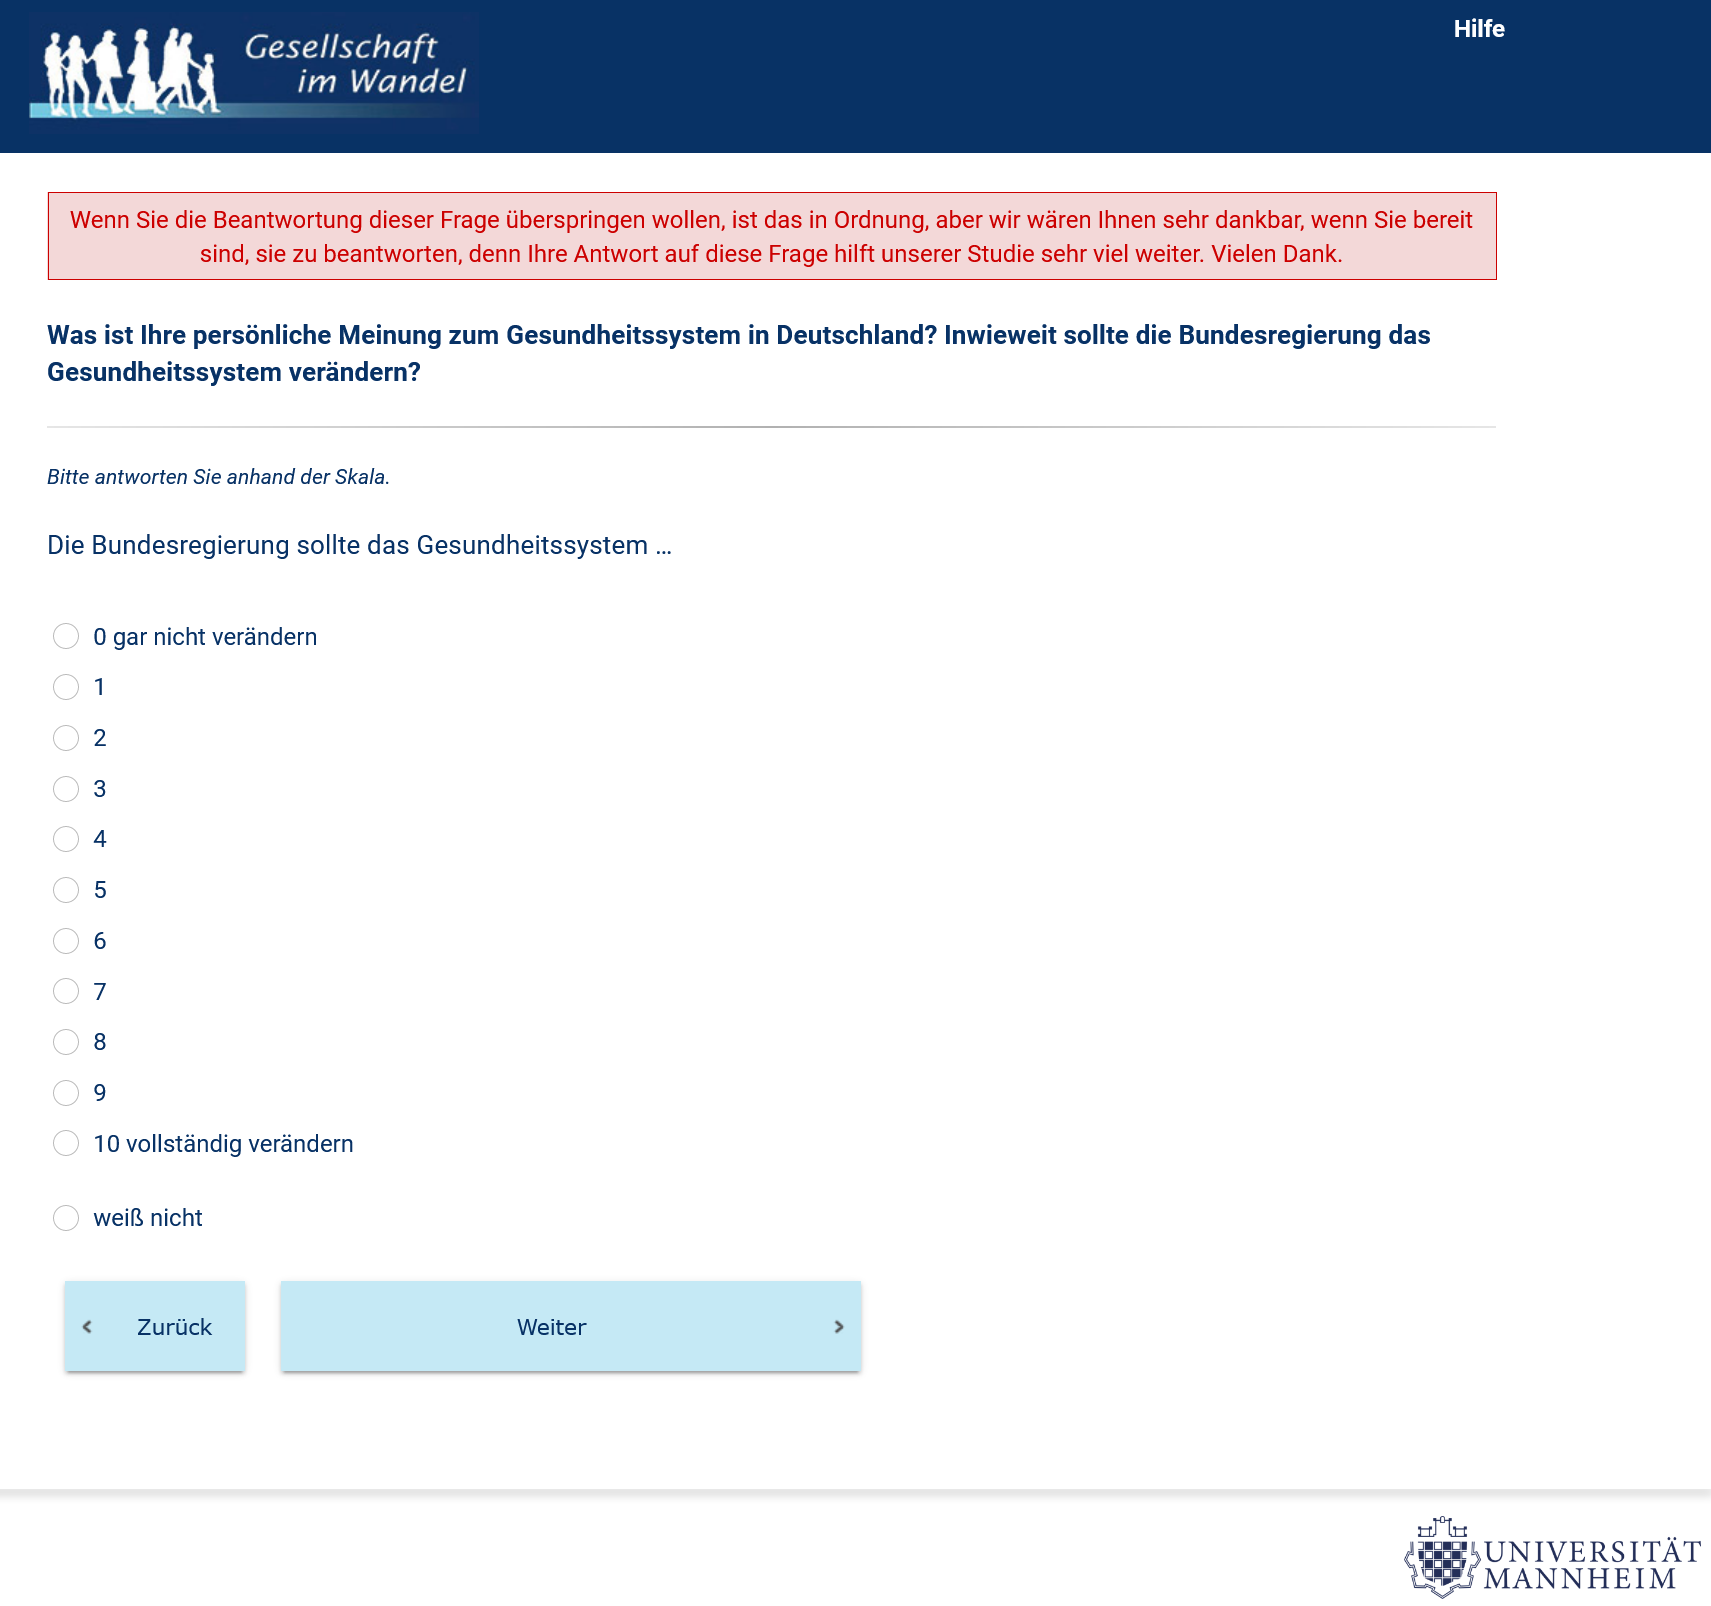 Gesellschaft
im Wandel
Hilfe
Wenn Sie die Beantwortung dieser Frage überspringen wollen, ist das in Ordnung, aber wir wären Ihnen sehr dankbar, wenn Sie bereit
sind, sie zu beantworten, denn Ihre Antwort auf diese Frage hilft unserer Studie sehr viel weiter. Vielen Dank.
Was ist Ihre persönliche Meinung zum Gesundheitssystem in Deutschland? Inwieweit sollte die Bundesregierung das
Gesundheitssystem verändern?
Bitte antworten Sie anhand der Skala.
Die Bundesregierung sollte das Gesundheitssystem …
0 gar nicht verändern
1
2
3
4
5
6
7
8
9
10 vollständig verändern
weiß nicht
Zurück
Weiter
UNIVERSITÄT
MANNHEIM